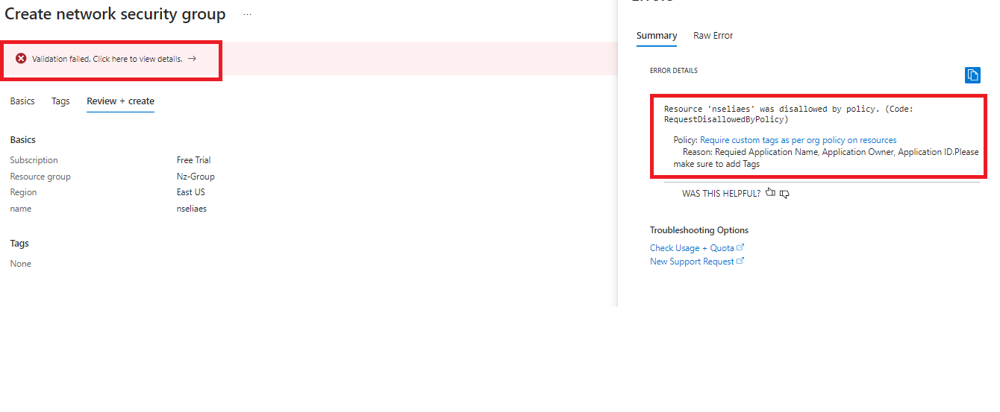 Create network security group ...
Validation failed. Click here to view details. →
Basics Tags Review + create
Basics
Subscription Free Trial
Resource group Nz-Group
Region East US
name nseliaes
Tags
None
Summary Raw Error
ERROR DETAILS
Resource 'nseliaes' was disallowed by policy. (Code:
RequestDisallowedByPolicy)
Policy: Require custom tags as per org policy on resources
Reason: Requied Application Name, Application Owner, Application ID.Please
make sure to add Tags
WAS THIS HELPFUL?
Troubleshooting Options
Check Usage + Quota
New Support Request